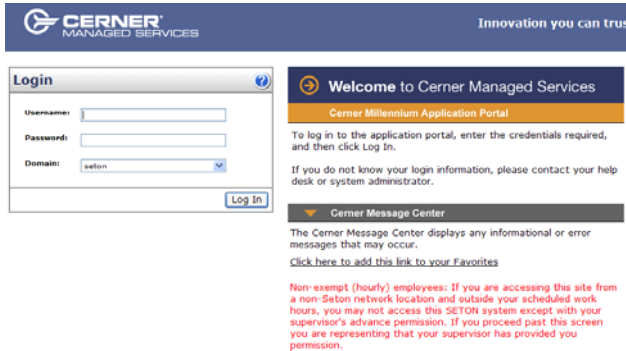 CERNER®
MANAGED SERVICES
Innovation you can trus
Login
?
Username:
Password:
Domain:
seton
Log In
Welcome to Cerner Managed Services
Cerner Millennium Application Portal
To log in to the application portal, enter the credentials required,
and then click Log In.
If you do not know your login information, please contact your help
desk or system administrator.
Cerner Message Center
The Cerner Message Center displays any informational or error
messages that may occur.
Click here to add this link to your Favorites
Non-exempt (hourly) employees: If you are accessing this site from
a non-Seton network location and outside your scheduled work
hours, you may not access this SETON system except with your
supervisor's advance permission. If you proceed past this screen
you are representing that your supervisor has provided you
permission.